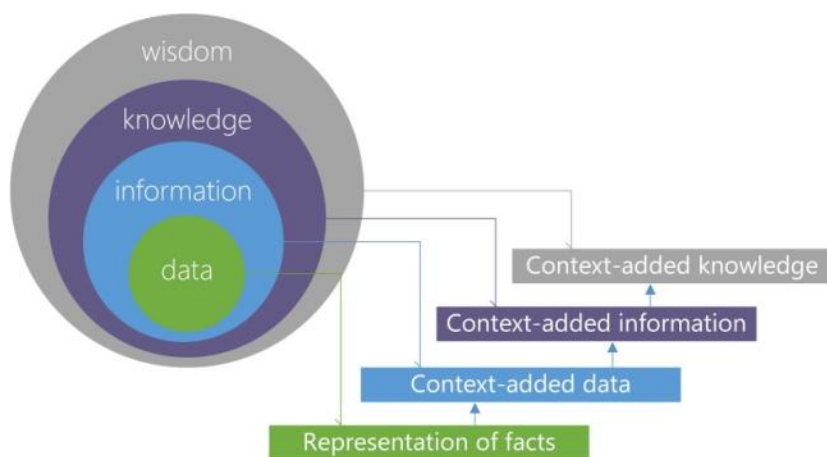 wisdom
knowledge
information
data
Context-added knowledge
Context-added information
Context-added data
Representation of facts